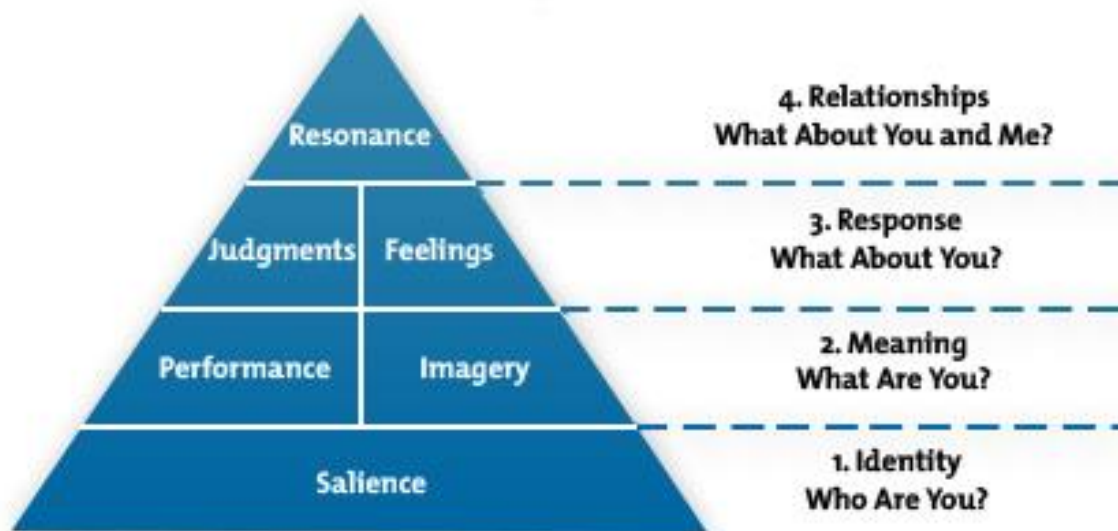 Resonance
4. Relationships
What About You and Me?
Judgments
Feelings
3. Response
What About You?
Performance
Imagery
2. Meaning
What Are You?
Salience
1. Identity
Who Are You?